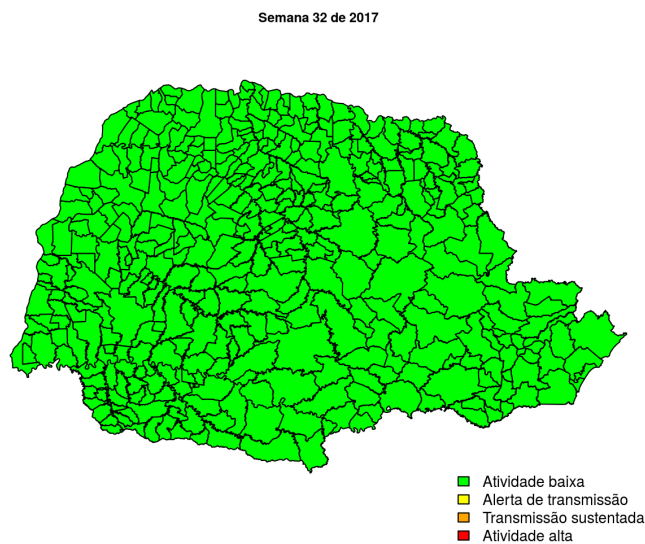 Semana 32 de 2017
Atividade baixa
Alerta de transmissão
Transmissão sustentada
Atividade alta